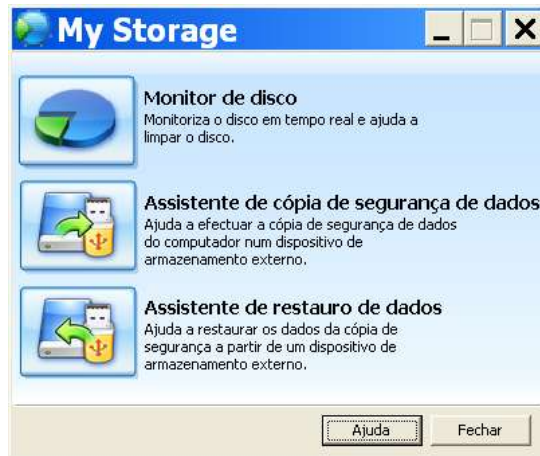 My Storage
Monitor de disco
Monitoriza o disco em tempo real e ajuda a
limpar o disco.
Assistente de cópia de segurança de dados
Ajuda a efectuar a cópia de segurança de dados
do computador num dispositivo de
armazenamento externo.
Assistente de restauro de dados
Ajuda a restaurar os dados da cópia de
segurança a partir de um dispositivo de
armazenamento externo.
Ajuda Fechar